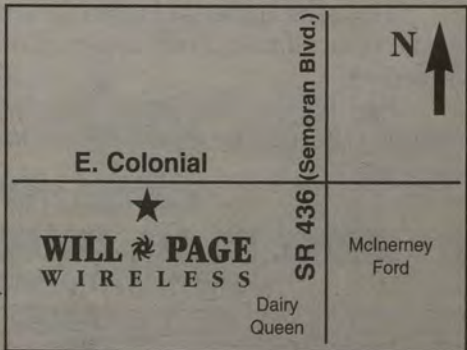 N
SR 436 (Semoran Blvd.)
E. Colonial
WILL PAGE
WIRELESS
McInerney
Ford
Dairy
Queen